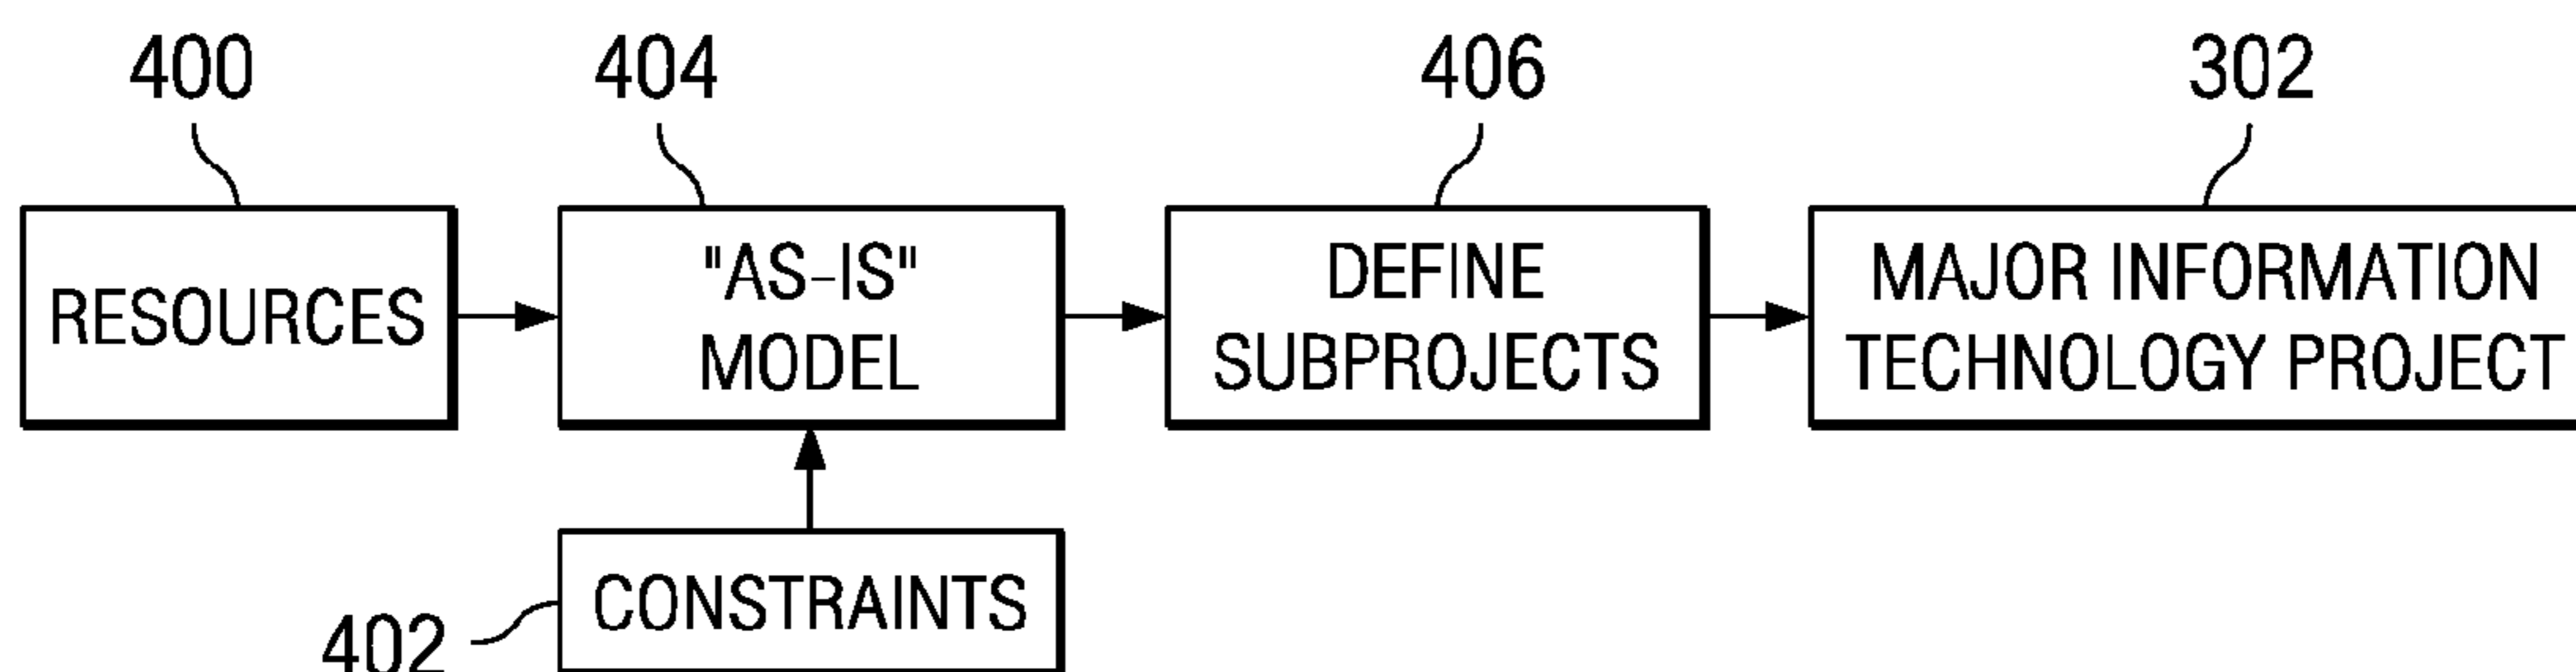 400
404
406
302
RESOURCES
"AS-IS"
MODEL
DEFINE
SUBPROJECTS
MAJOR INFORMATION
TECHNOLOGY PROJECT
CONSTRAINTS
402